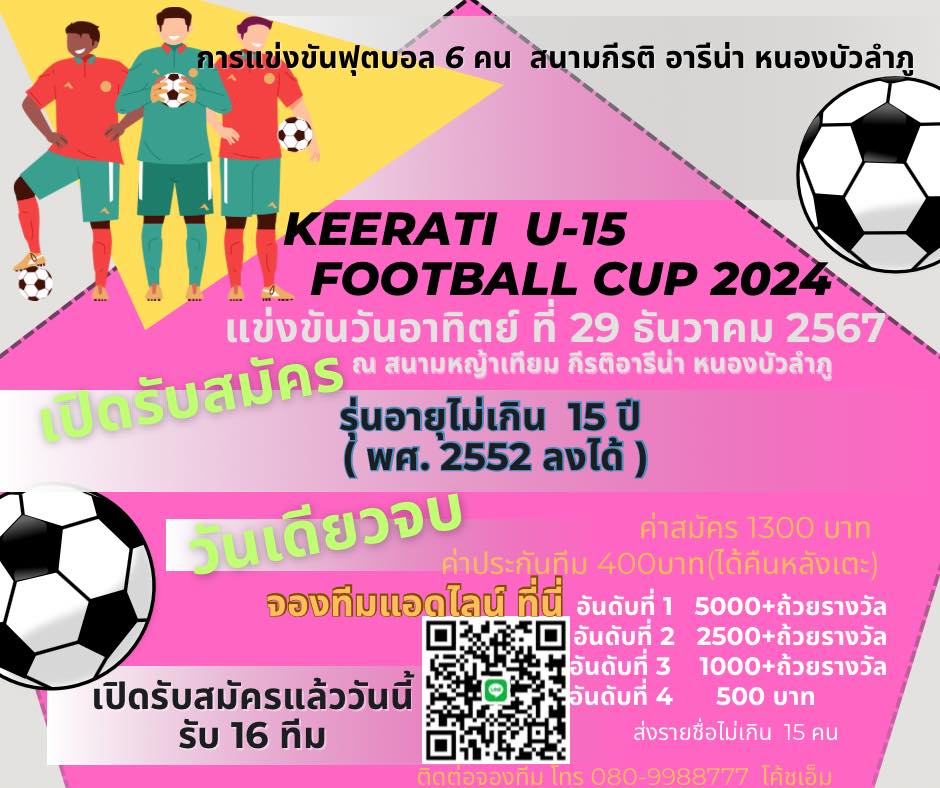 การแข่งขันฟุตบอล 6 คน สนามกีรติ อารีน่า หนองบัวลำภู
KEERATI U-15
FOOTBALL CUP 2024
แข่งขันวันอาทิตย์ ที่ 29 ธันวาคม 2567
ณ สนามหญ้าเทียม กีรติอารีน่า หนองบัวลำภู
เปิดรับสมัคร
รุ่นอายุไม่เกิน 15 ปี
( พศ. 2552 ลงได้ )
วันเดียวจบ
ค่าสมัคร 1300 บาท
ค่าประกันทีม 400บาท(ได้คืนหลังเตะ)
จองทีมแอดไลน์ ที่นี่
อันดับที่ 1 5000+ถ้วยรางวัล
อันดับที่ 2 2500+ถ้วยรางวัล
อันดับที่ 3 1000+ถ้วยรางวัล
อันดับที่ 4 500 บาท
เปิดรับสมัครแล้ววันนี้
รับ 16 ทีม
LINE
ส่งรายชื่อไม่เกิน 15 คน
ติดต่อจองทีม โทร 080-9988777 โค้ชเอ็ม